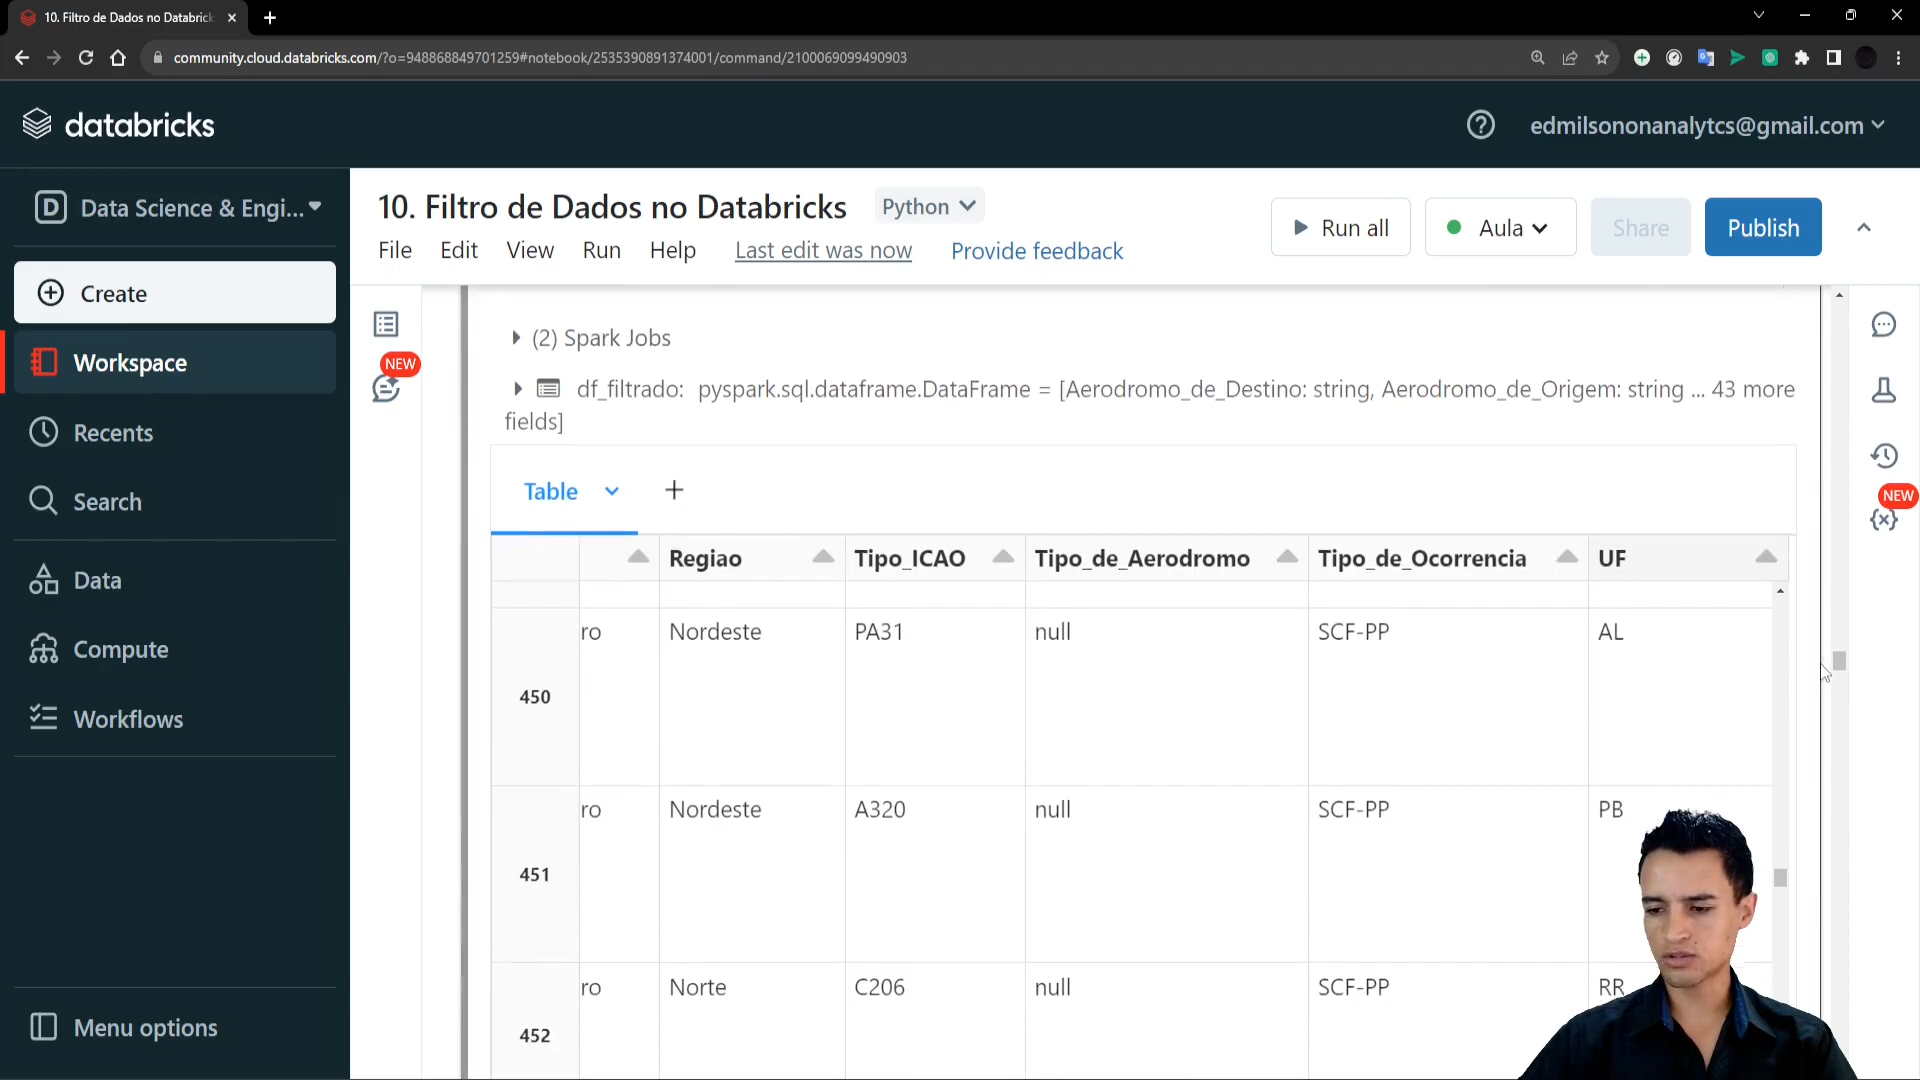 10. Filtro de Dados no Databrick
community.cloud.databricks.com/?o=948868849701259#notebook/2535390891374001/command/2100069099490903
databricks
edmilsononanalytcs@gmail.com
D Data Science & Engi...
10. Filtro de Dados no Databricks Python
Run all Aula Share Publish
File Edit View Run Help Last edit was now Provide feedback
Create
Workspace
Recents
Search
Data
Compute
Workflows
Menu options
NEW
(2) Spark Jobs
df_filtrado: pyspark.sql.dataframe.DataFrame = [Aerodromo_de_Destino: string, Aerodromo_de_Origem: string ... 43 more
fields]
NEW
Table +
Regiao Tipo_ICAO Tipo_de_Aerodromo Tipo_de_Ocorrencia UF
450 ro Nordeste PA31 null SCF-PP AL
451 ro Nordeste A320 null SCF-PP PB
452 ro Norte C206 null SCF-PP RR